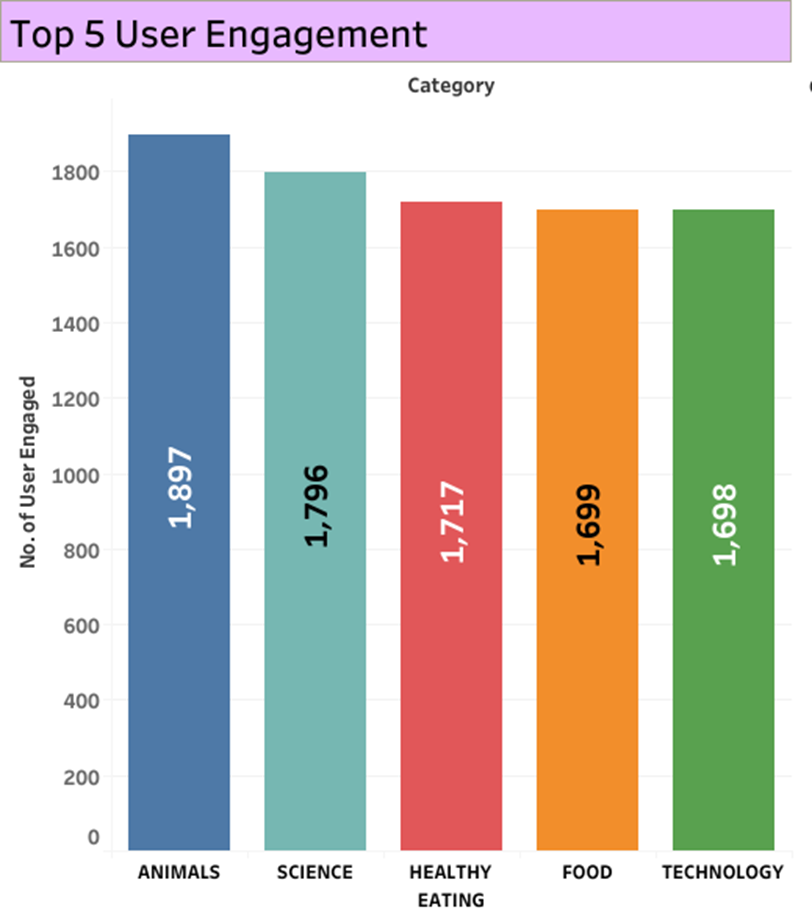 Top 5 User Engagement
Category
No. of User Engaged
1800
1600
1400
1200
1000
800
600
400
200
0
1,897
1,796
1,717
1,699
1,698
ANIMALS
SCIENCE
HEALTHY
EATING
FOOD
TECHNOLOGY